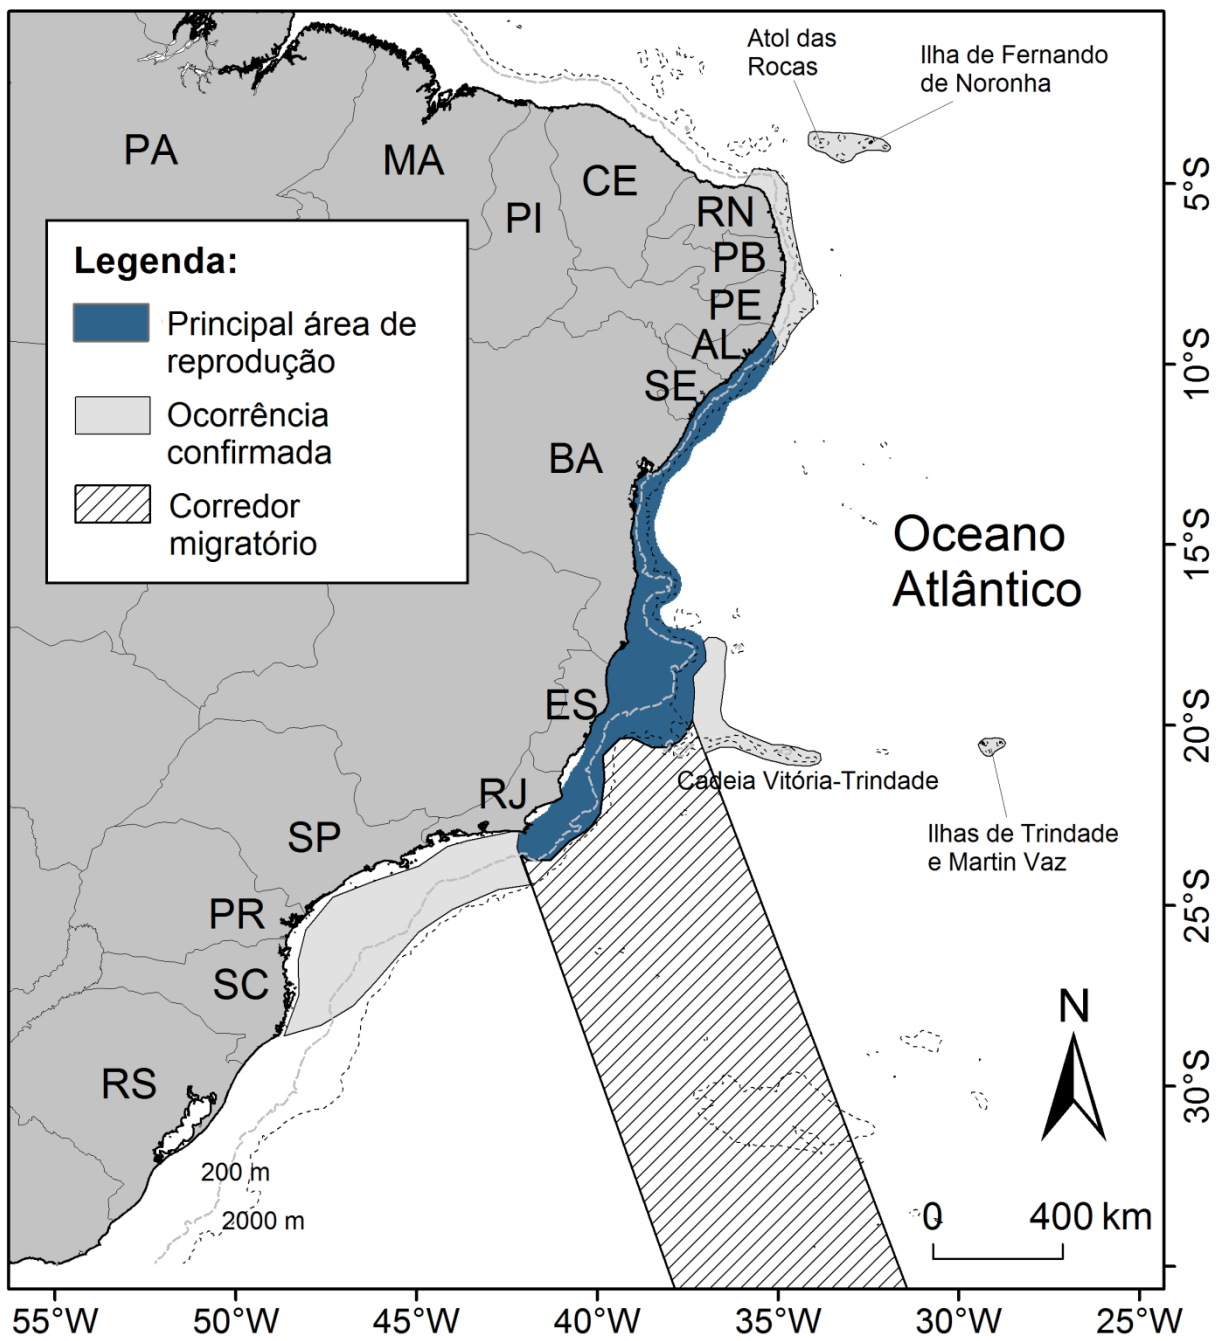 Atol das
Rocas
Ilha de Fernando
de Noronha
PA
MA
CE
PI
RN
PB
PE
AL
SE
BA
ES
RJ
SP
PR
SC
RS
Legenda:
Principal área de
reprodução
Ocorrência
confirmada
Corredor
migratório
Oceano
Atlântico
Cadeia Vitória-Trindade
Ilhas de Trindade
e Martin Vaz
200 m
2000 m
N
0 400 km
5°S
10°S
15°S
20°S
25°S
30°S
55°W 50°W 45°W 40°W 35°W 30°W 25°W